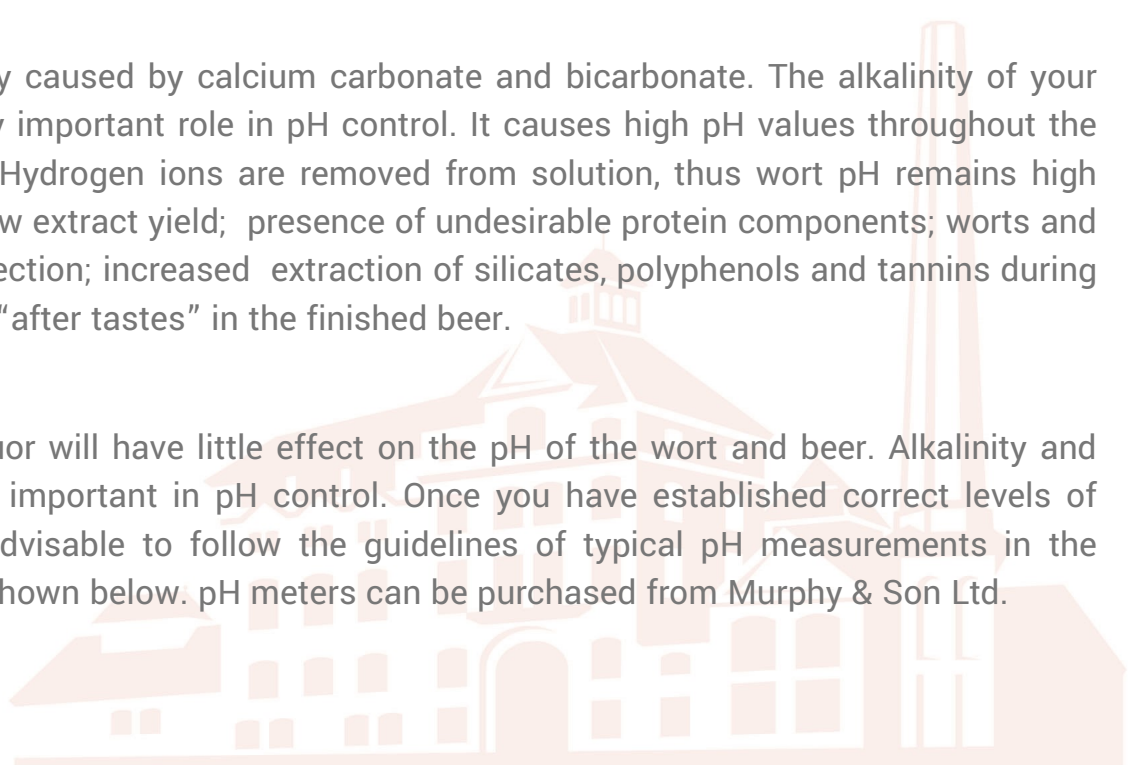 y caused by calcium carbonate and bicarbonate. The alkalinity of your
important role in pH control. It causes high pH values throughout the
Hydrogen ions are removed from solution, thus wort pH remains high
w extract yield; presence of undesirable protein components; worts and
ection; increased extraction of silicates, polyphenols and tannins during
“after tastes” in the finished beer.
uor will have little effect on the pH of the wort and beer. Alkalinity and
important in pH control. Once you have established correct levels of
dvisable to follow the guidelines of typical pH measurements in the
hown below. pH meters can be purchased from Murphy & Son Ltd.